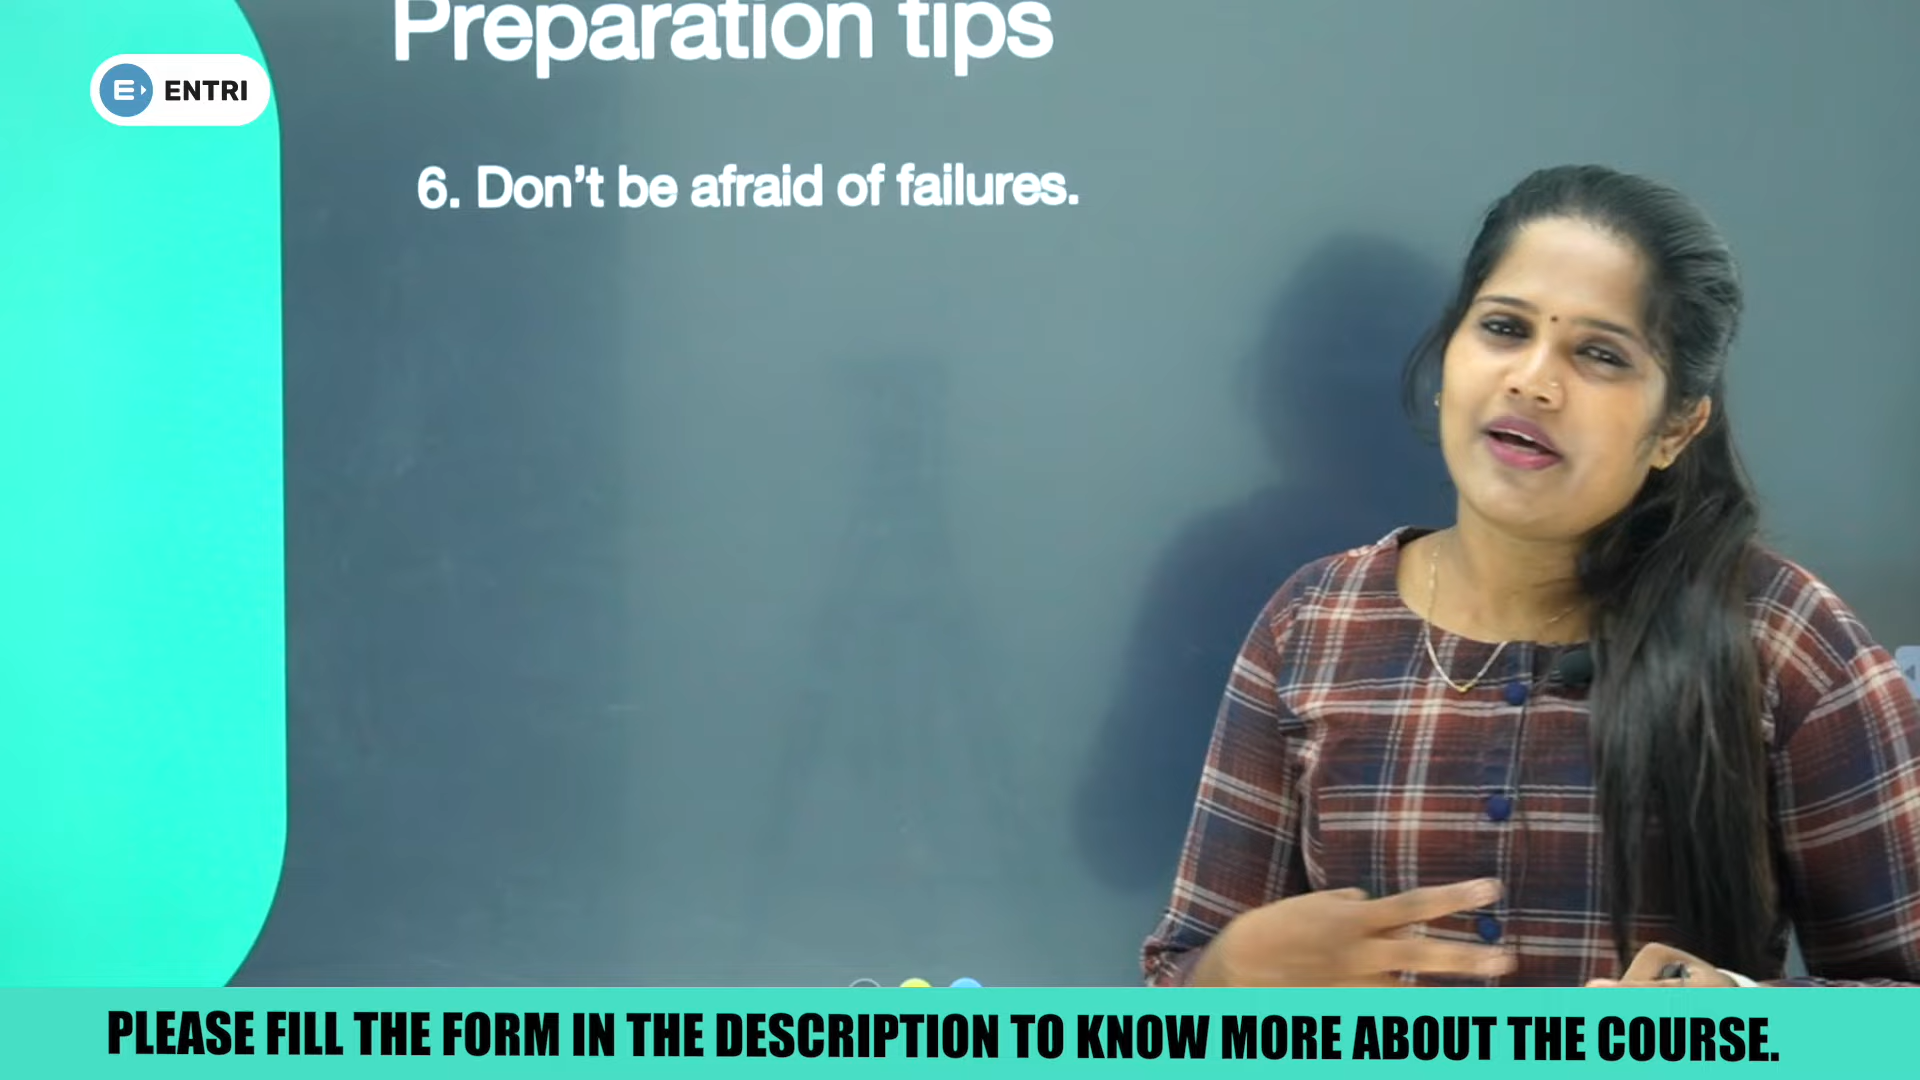 Preparation tips
ENTRI
6. Don't be afraid of failures.
PLEASE FILL THE FORM IN THE DESCRIPTION TO KNOW MORE ABOUT THE COURSE.